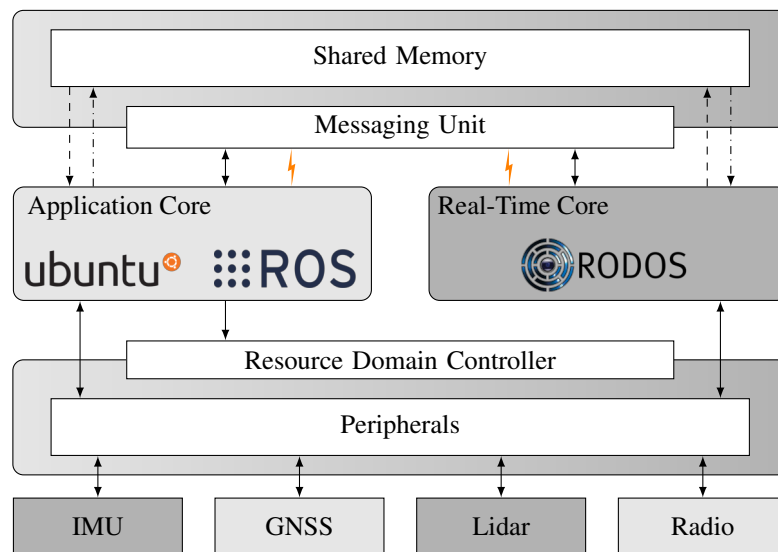 Shared Memory
Messaging Unit
Application Core
Real-Time Core
ubuntu
ROS
RODOS
Resource Domain Controller
Peripherals
IMU
GNSS
Lidar
Radio